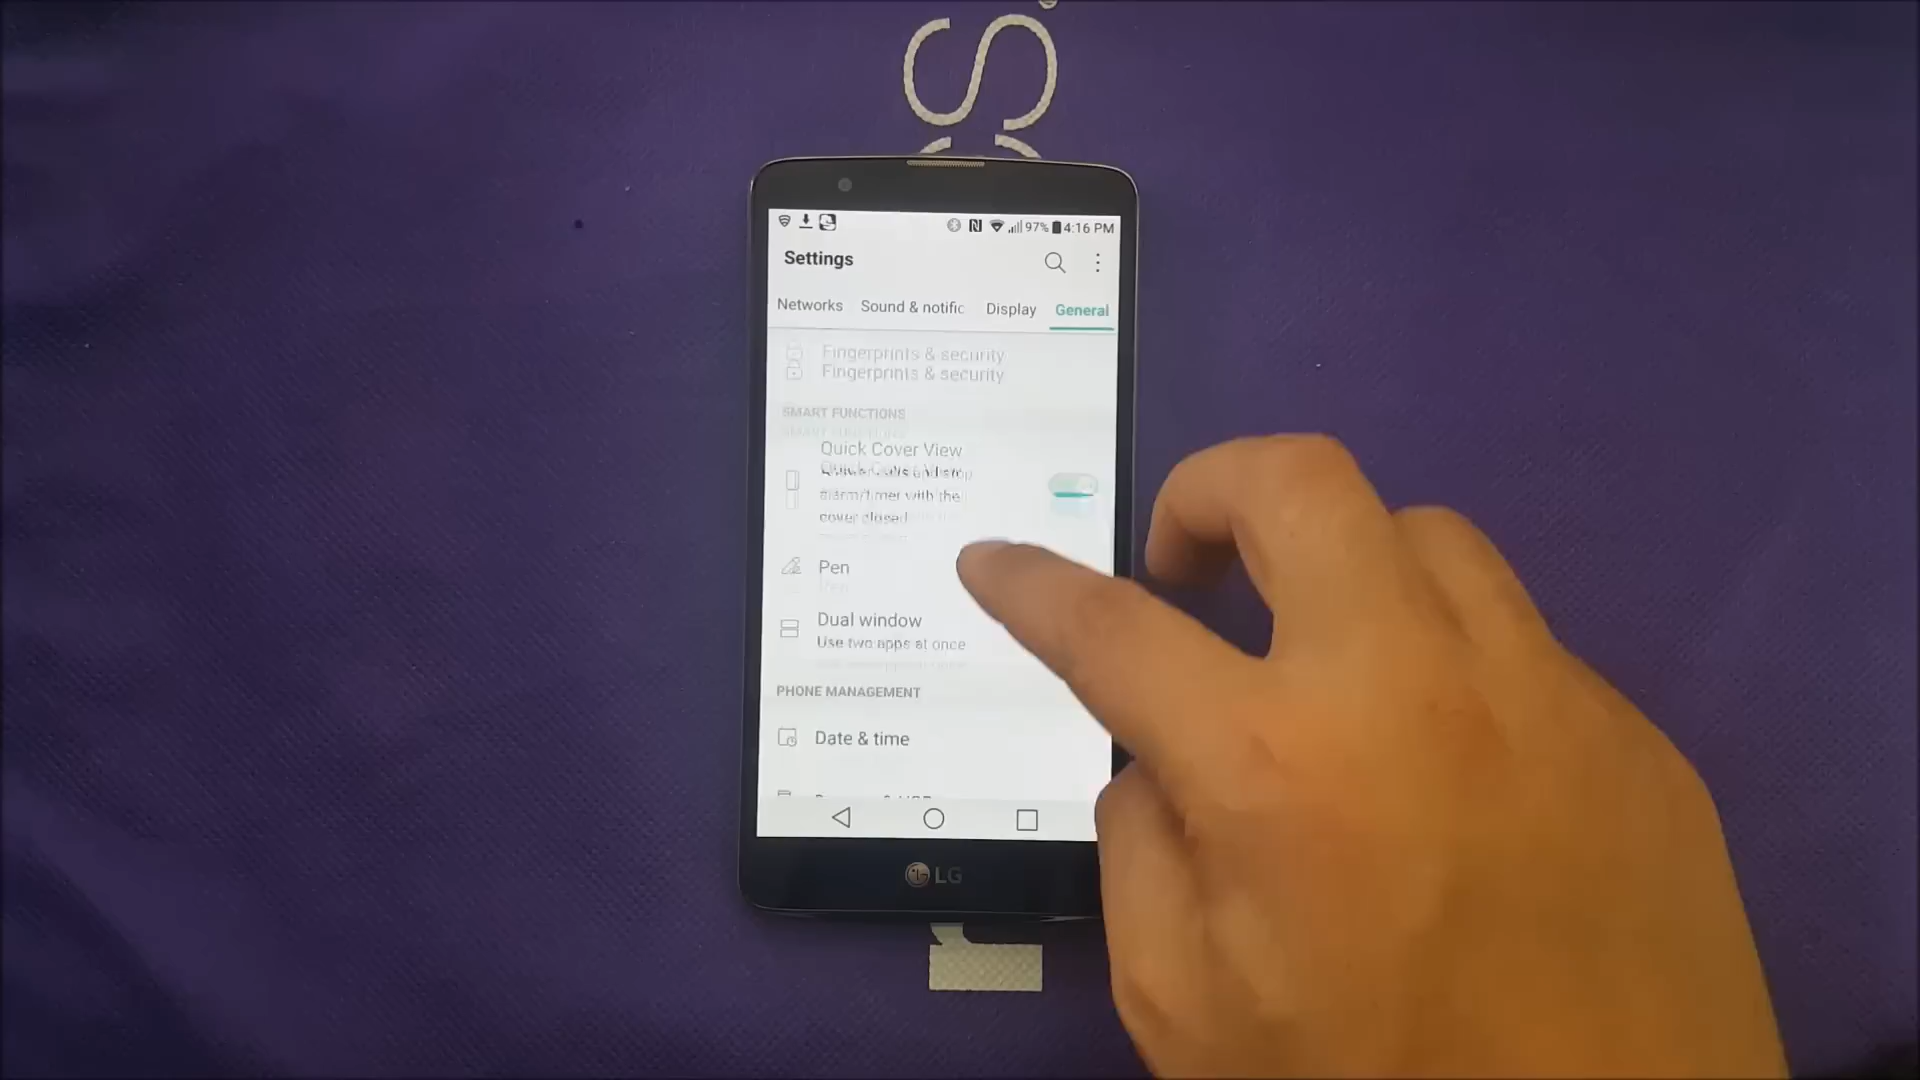 S
97% 4:16 PM
Settings
Networks Sound & notific Display General
Fingerprints & security
Fingerprints & security
SMART FUNCTIONS
Quick Cover View
alarm/timer with the
cover closed
Pen
Dual window
Use two apps at once
PHONE MANAGEMENT
Date & time
LG